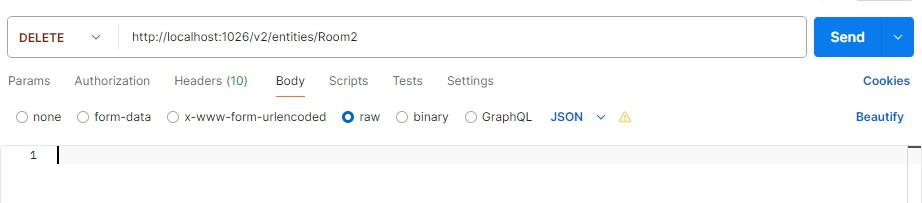 DELETE http://localhost:1026/v2/entities/Room2 Send
Params Authorization Headers (10) Body Scripts Tests Settings Cookies
none form-data x-www-form-urlencoded raw binary GraphQL JSON Beautify
1